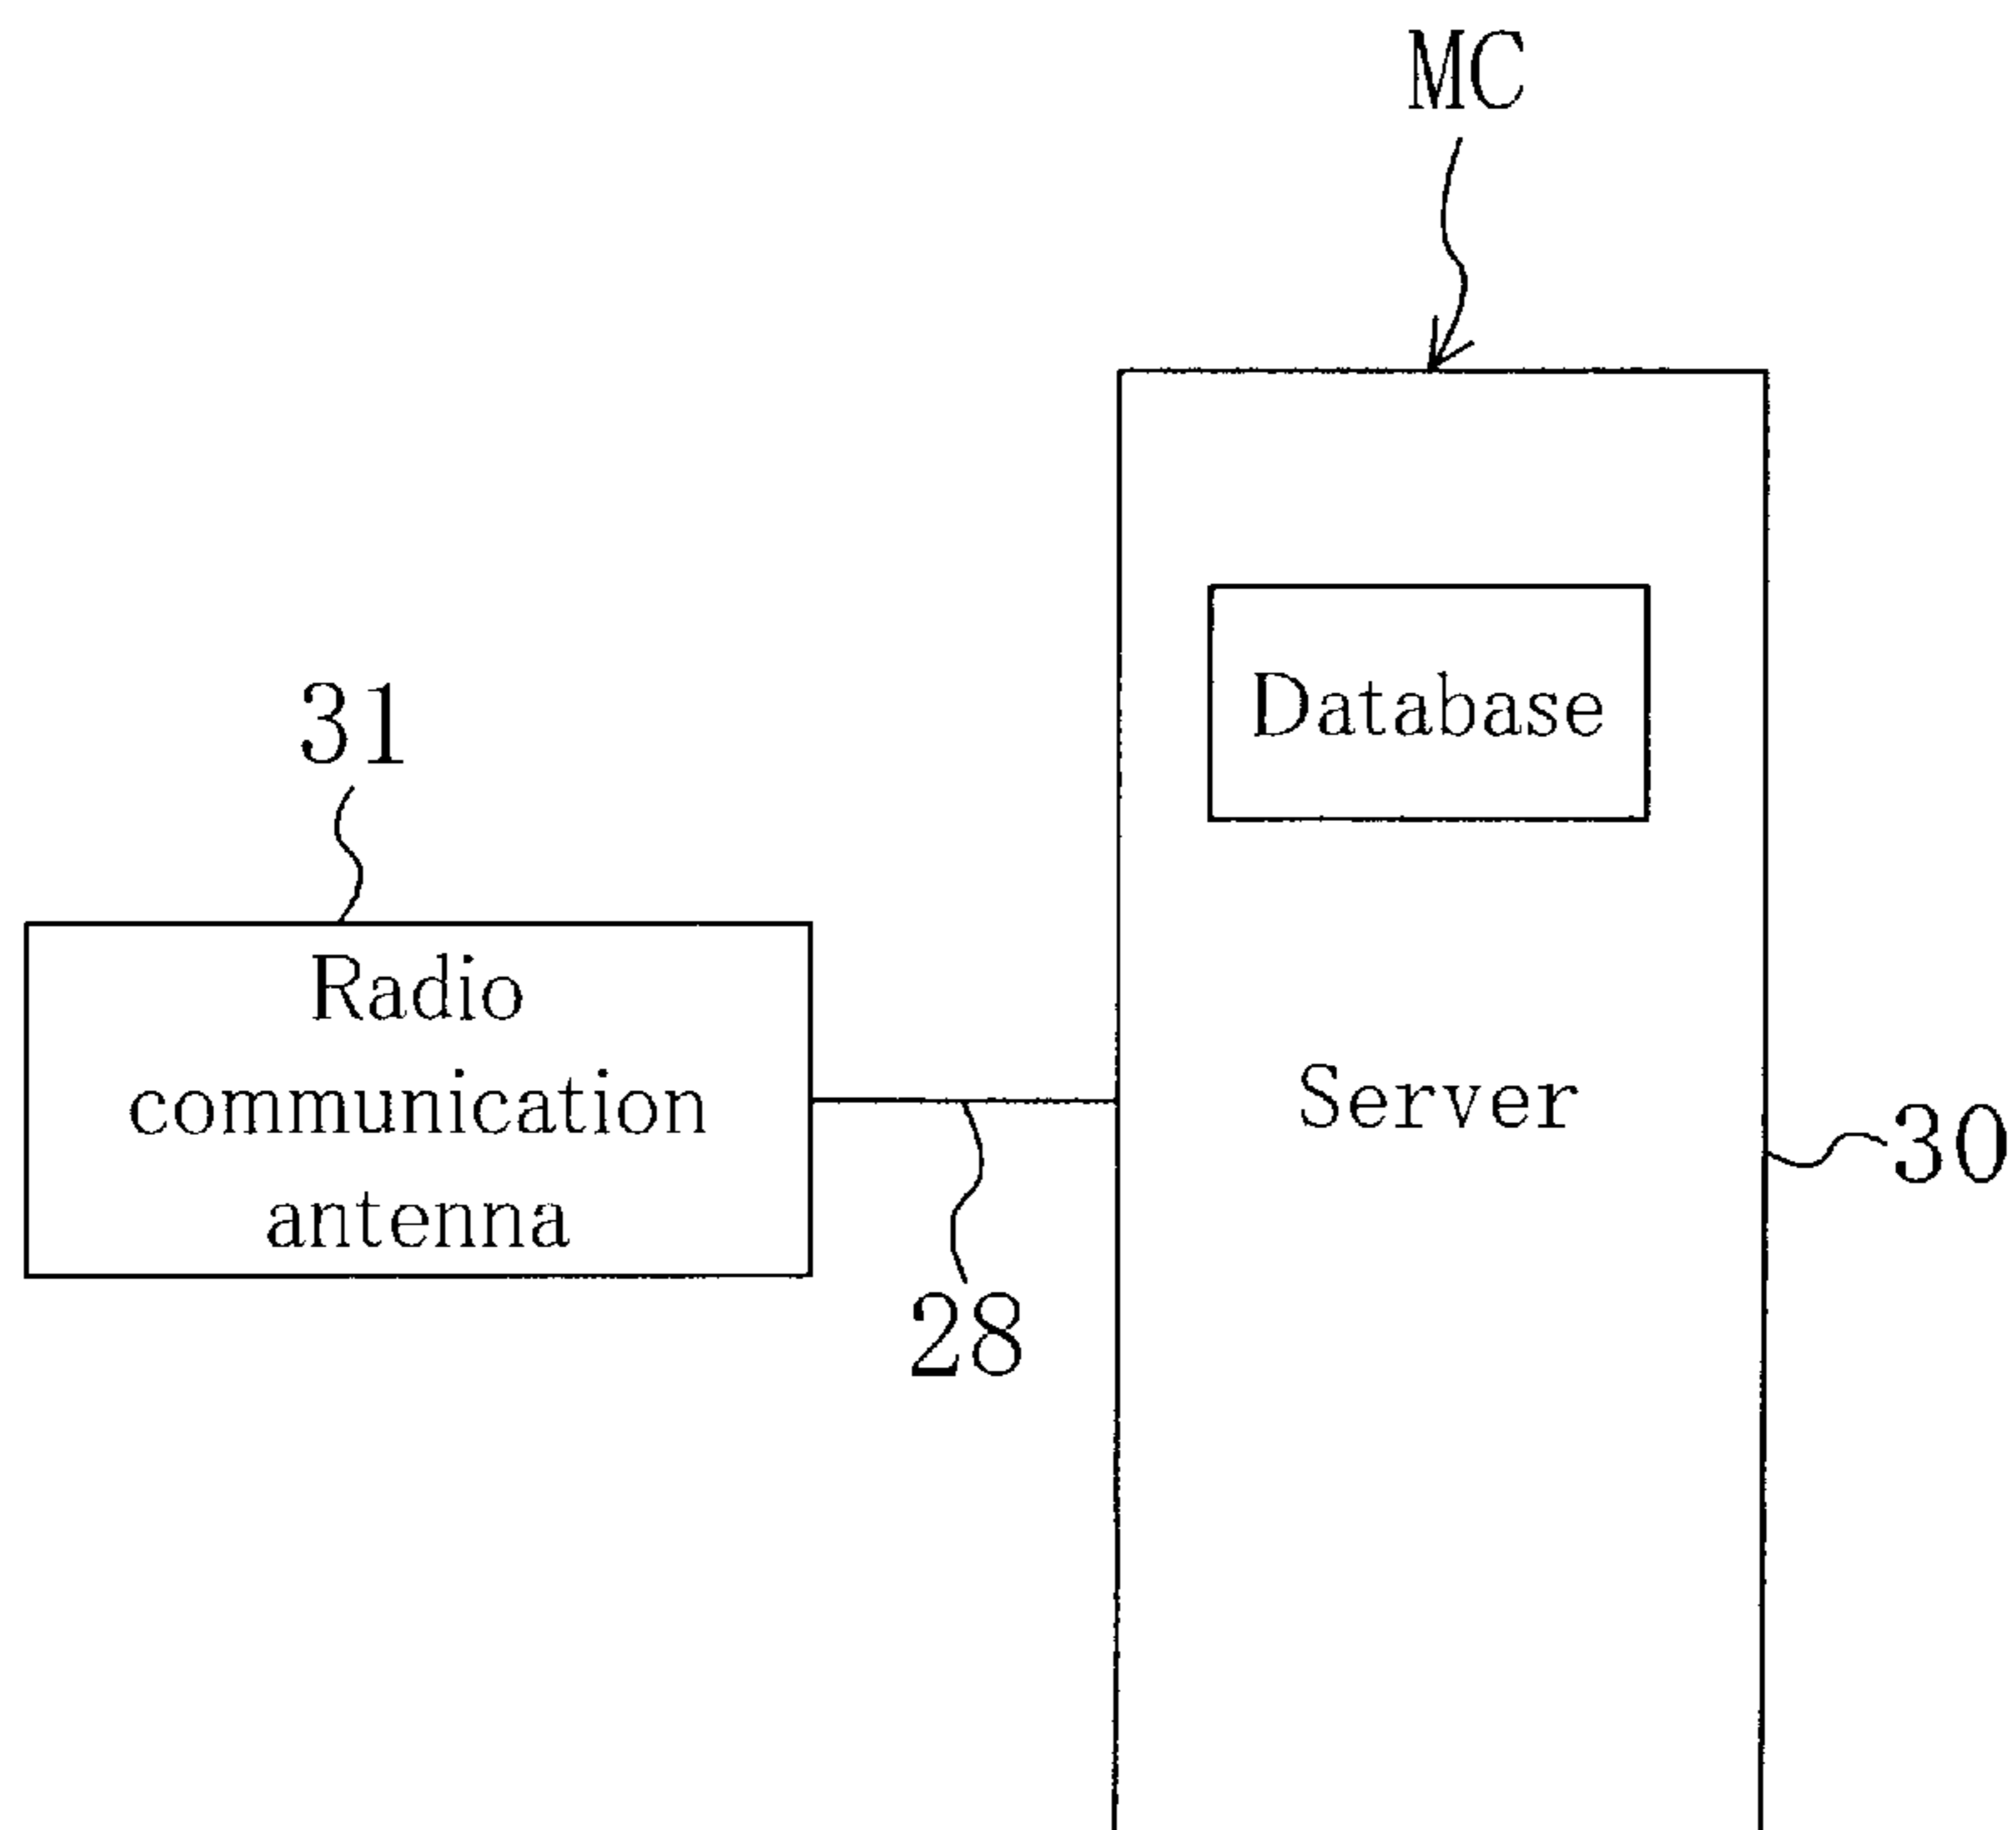 MC
Database
31
Radio
communication
antenna
Server
30
28